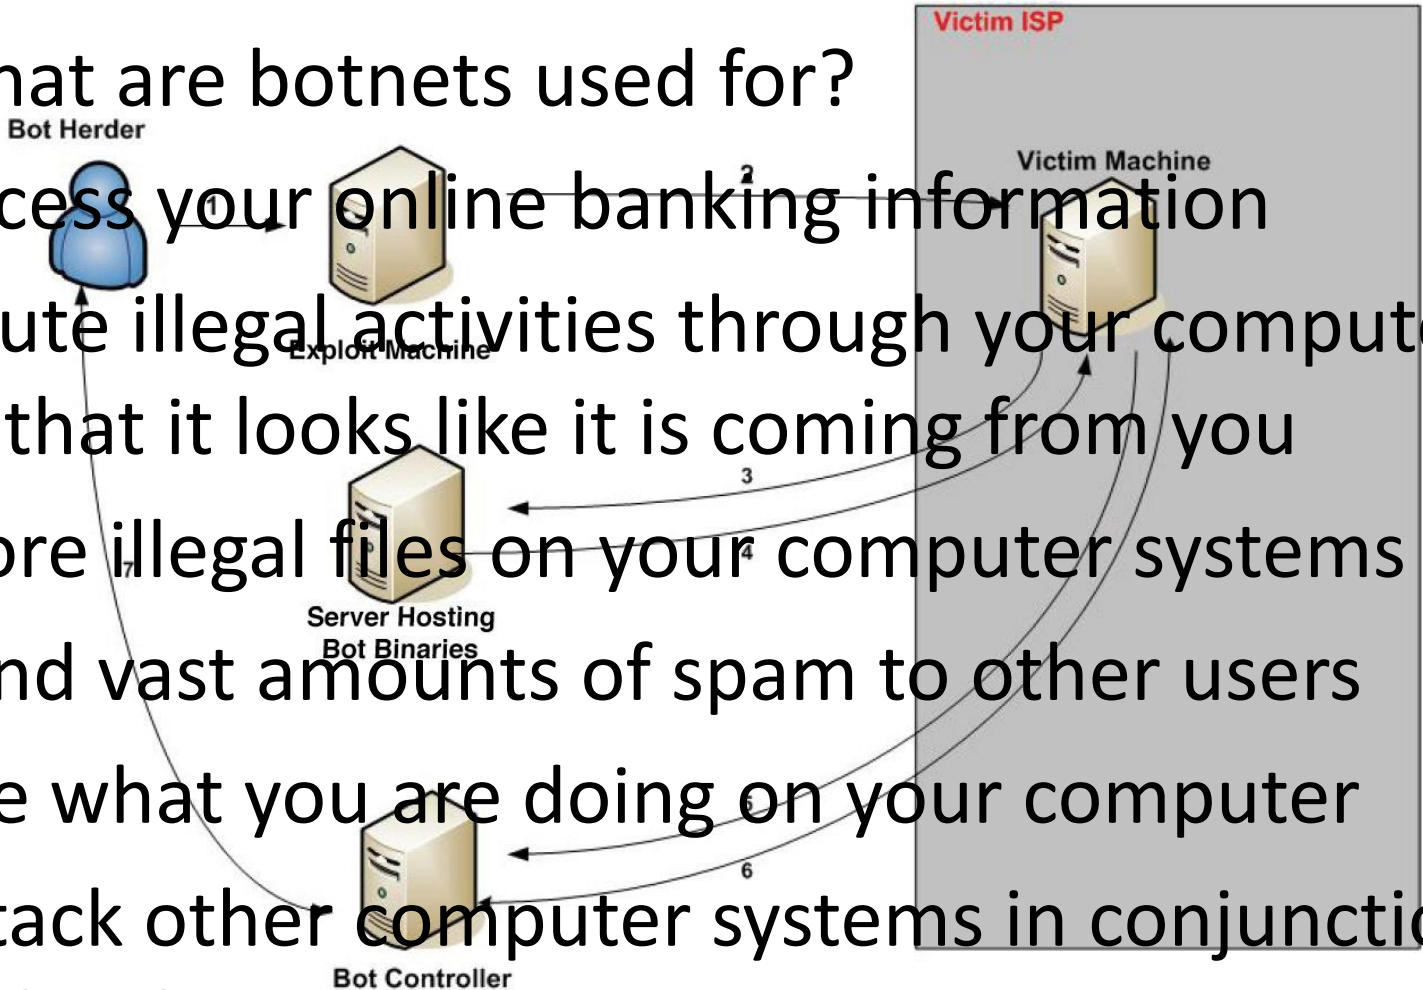 Victim ISP
hat are botnets used for?
Bot Herder
Victim Machine
1
2
cess your online banking information
ute illegal activities through your compute
Exploit Machine
that it looks like it is coming from you
3
ore illegal files on your computer systems
4
7
Server Hosting
Bot Binaries
nd vast amounts of spam to other users
e what you are doing on your computer
5
6
tack other computer systems in conjunctio
Bot Controller